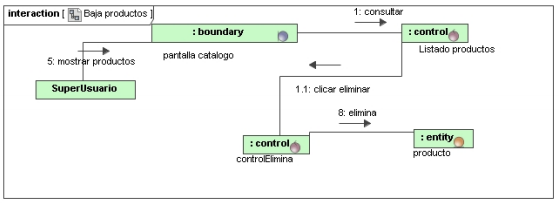 interaction [ Baja productos ]
1: consultar
: boundary
: control
pantalla catalogo
Listado productos
5: mostrar productos
SuperUsuario
1.1: clicar eliminar
8: elimina
: control
: entity
controlElimina
producto